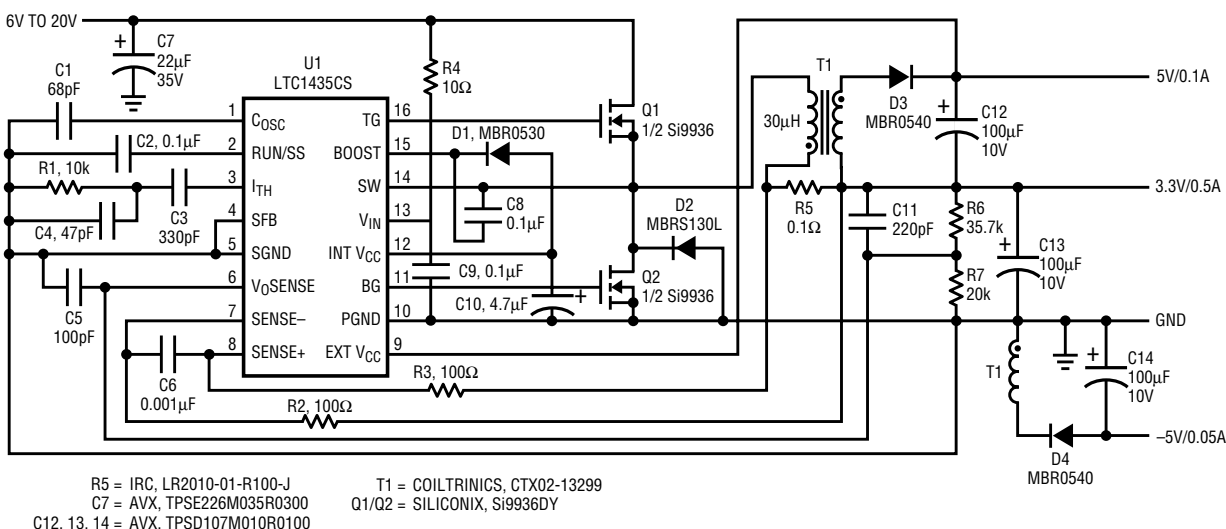 6V TO 20V
+
C7
22µF
35V
C1
68pF
U1
LTC1435CS
R4
10Ω
T1
30µH
D3
MBR0540
5V/0.1A
+
C12
100µF
10V
1
COSC
TG
16
Q1
1/2 Si9936
C2, 0.1µF
2
RUN/SS
BOOST
15
D1, MBR0530
R1, 10k
3
ITH
SW
14
3.3V/0.5A
C3
330pF
C4, 47pF
4
SFB
VIN
13
C8
0.1µF
D2
MBRS130L
R5
0.1Ω
C11
220pF
R6
35.7k
+
C13
100µF
10V
5
SGND
INT VCC
12
C9, 0.1µF
6
VOSENSE
BG
11
Q2
1/2 Si9936
R7
20k
C5
100pF
C10, 4.7µF
+
7
SENSE–
PGND
10
GND
8
SENSE+
EXT VCC
9
C6
0.001µF
R3, 100Ω
R2, 100Ω
T1
+
C14
100µF
10V
–5V/0.05A
D4
MBR0540
R5 = IRC, LR2010-01-R100-J
C7 = AVX, TPSE226M035R0300
C12, 13, 14 = AVX, TPSD107M010R0100
T1 = COILTRINICS, CTX02-13299
Q1/Q2 = SILICONIX, Si9936DY